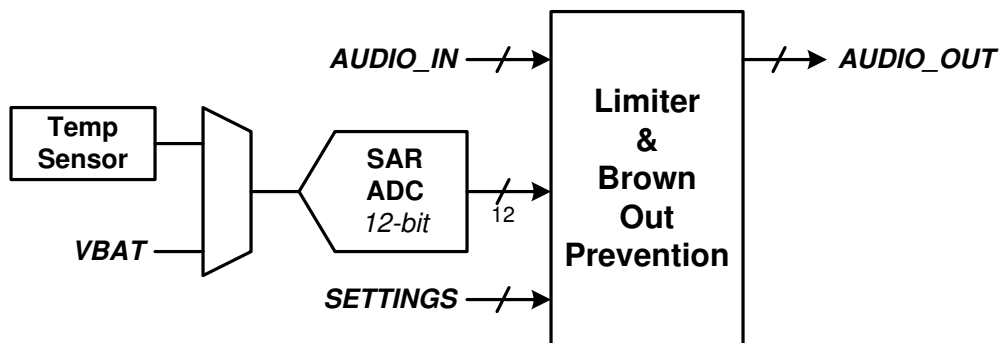 AUDIO_IN
AUDIO_OUT
Temp
Sensor
SAR
ADC
12-bit
12
VBAT
SETTINGS
Limiter
&
Brown
Out
Prevention